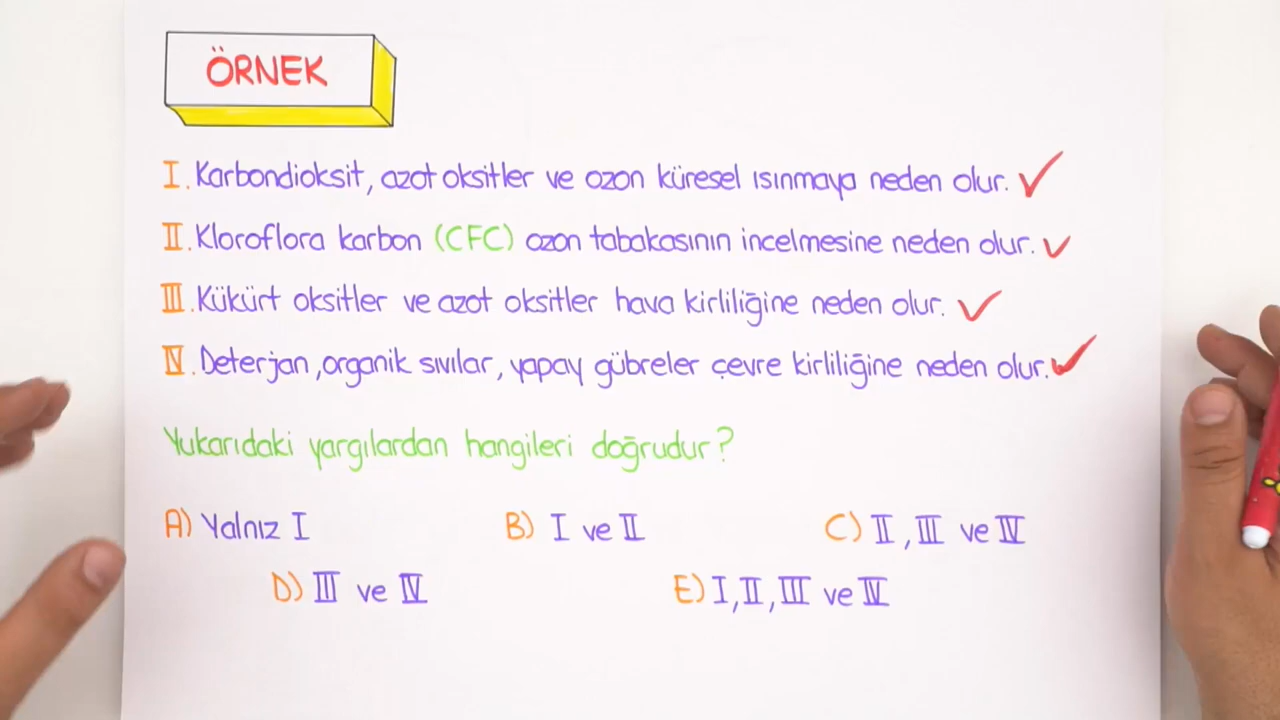 ÖRNEK
I. Karbondioksit, azot oksitler ve ozon küresel ısınmaya neden olur.
II. Kloroflora karbon (CFC) ozon tabakasının incelmesine neden olur.
III. Kükürt oksitler ve azot oksitler hava kirliliğine neden olur.
IV. Deterjan, organik sıvılar, yapay gübreler çevre kirliliğine neden olur.
Yukarıdaki yargılardan hangileri doğrudur?
A) Yalnız I B) I ve II C) II, III ve IV
D) III ve IV E) I, II, III ve IV